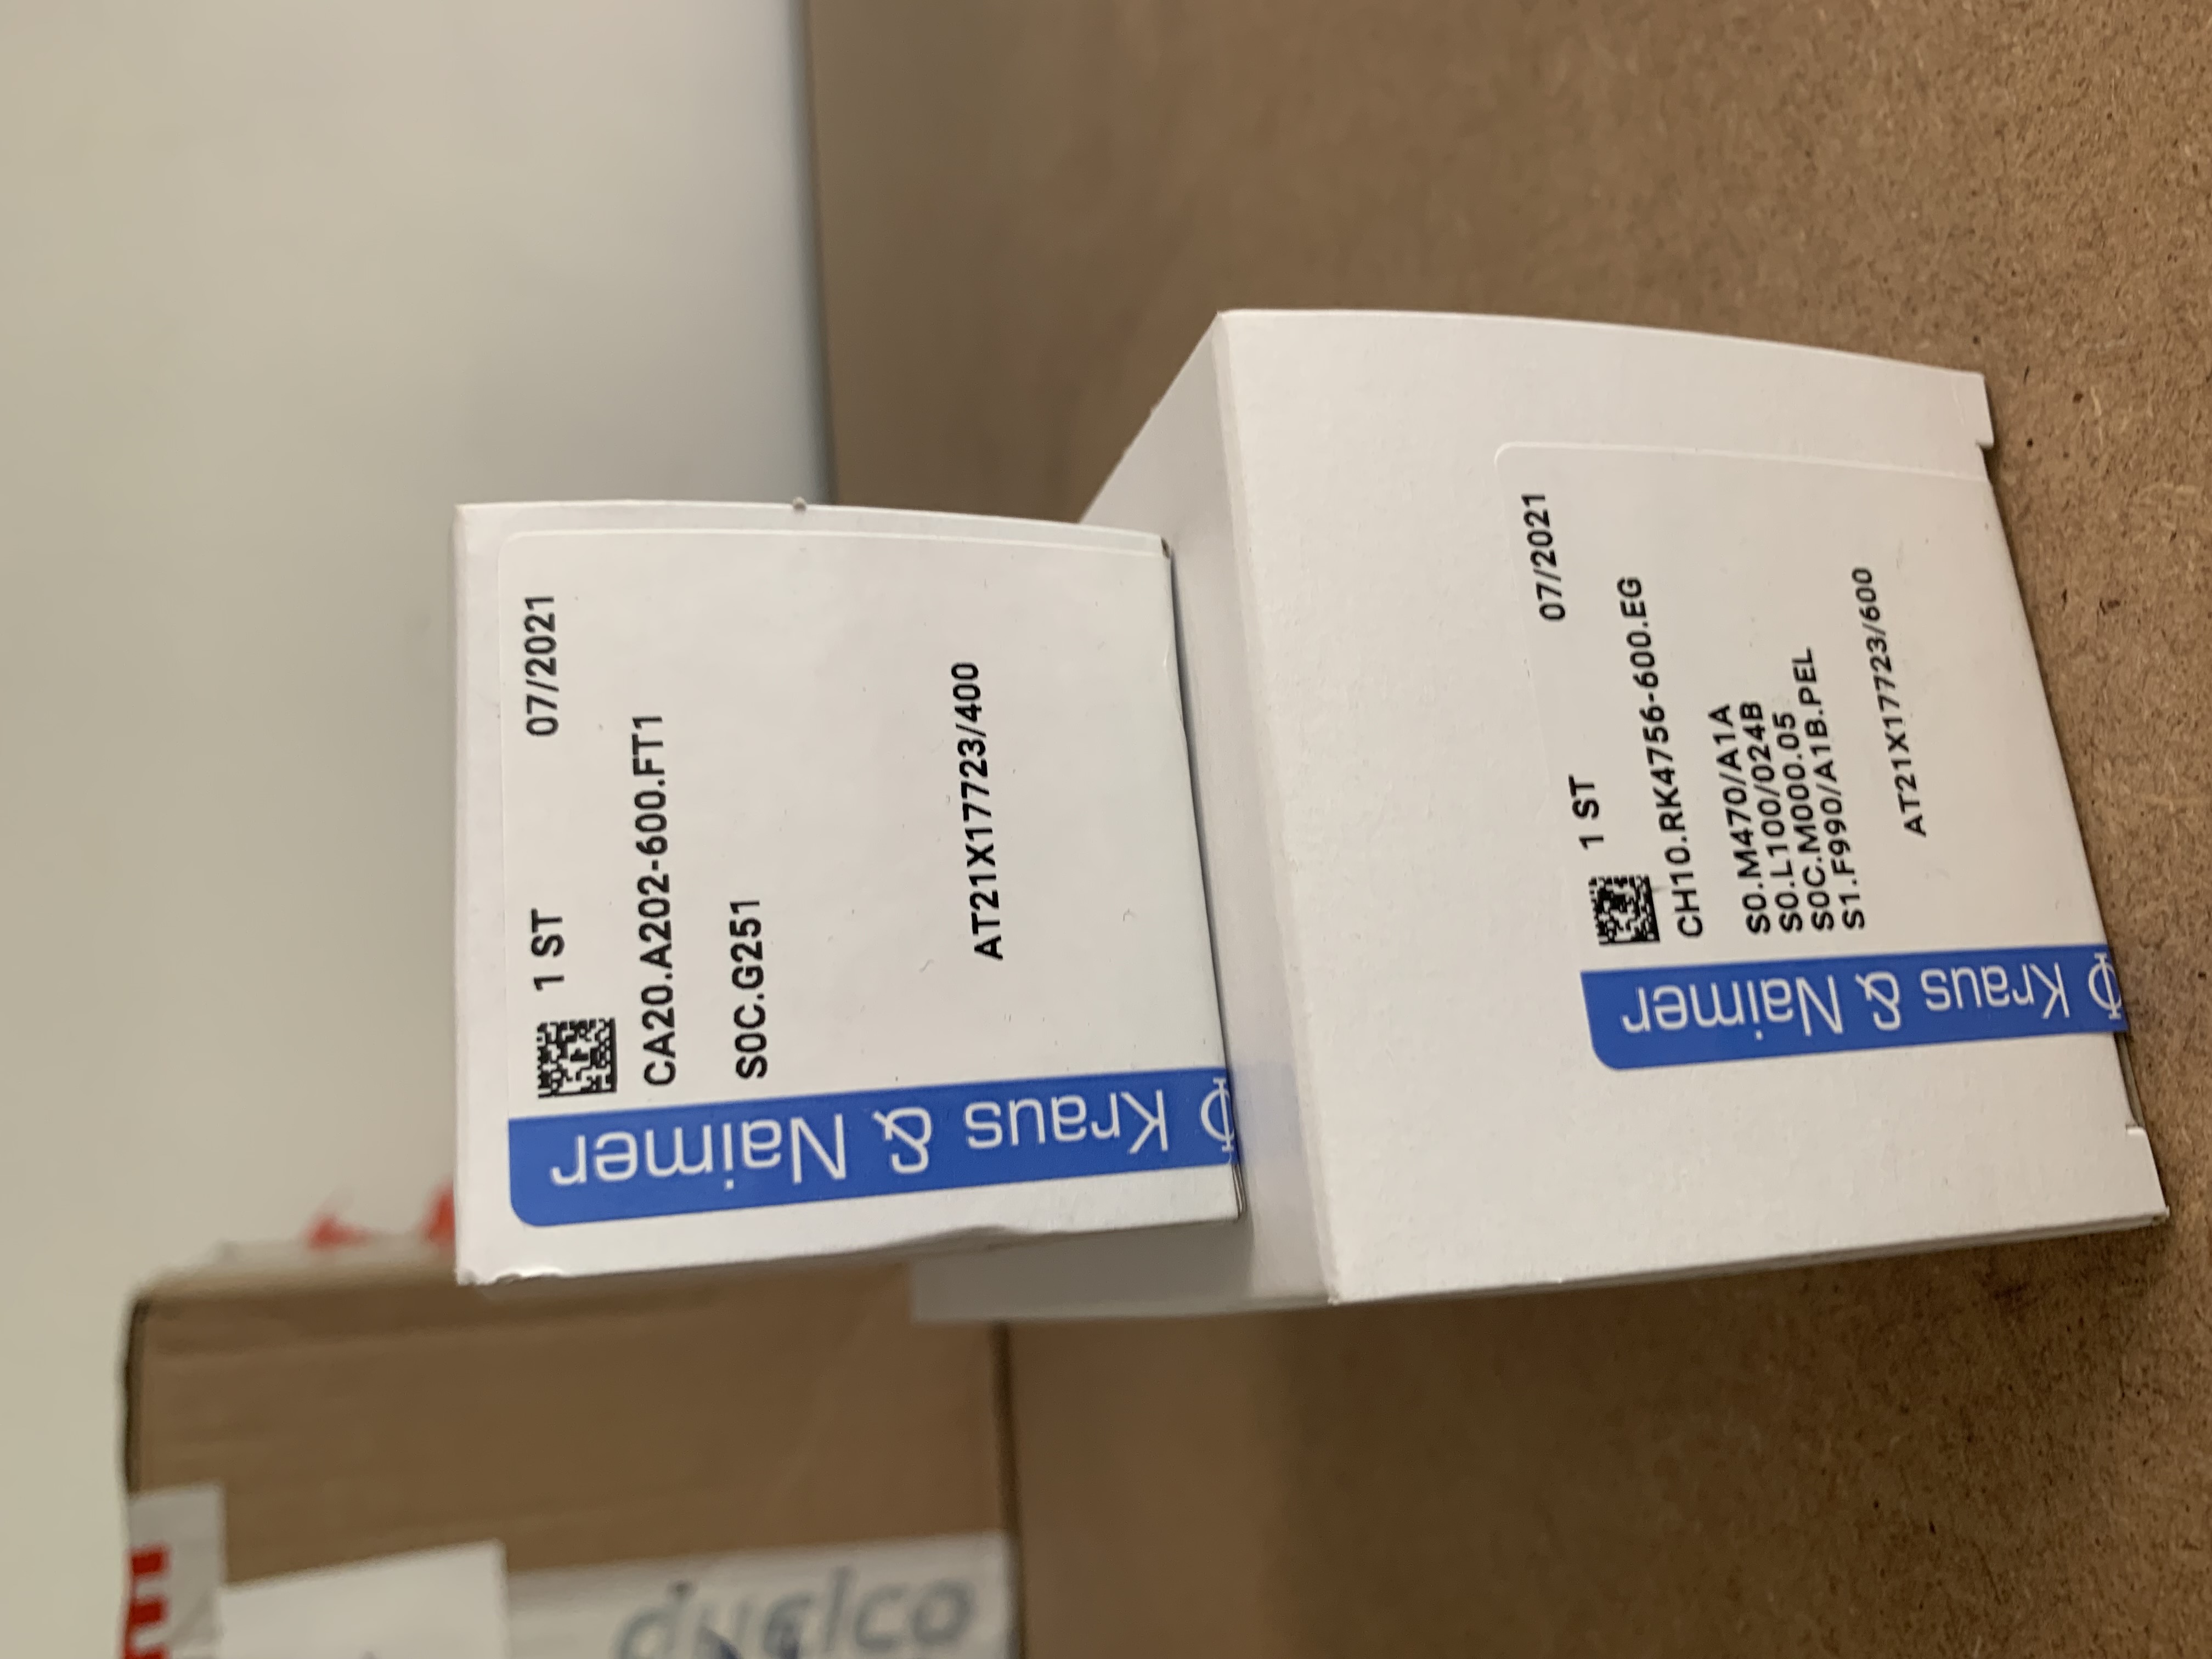 1 ST 07/2021
CA20.A202-600.FT1
S0C.G251
AT21X17723/400
Kraus & Naimer
07/2021
1 ST
CH10.RK4756-600.EG
S0.M470/A1A
S0.L100/024B
S0C.M000.05
S1.F990/A1B.PEL
AT21X17723/600
Kraus & Naimer
duelco